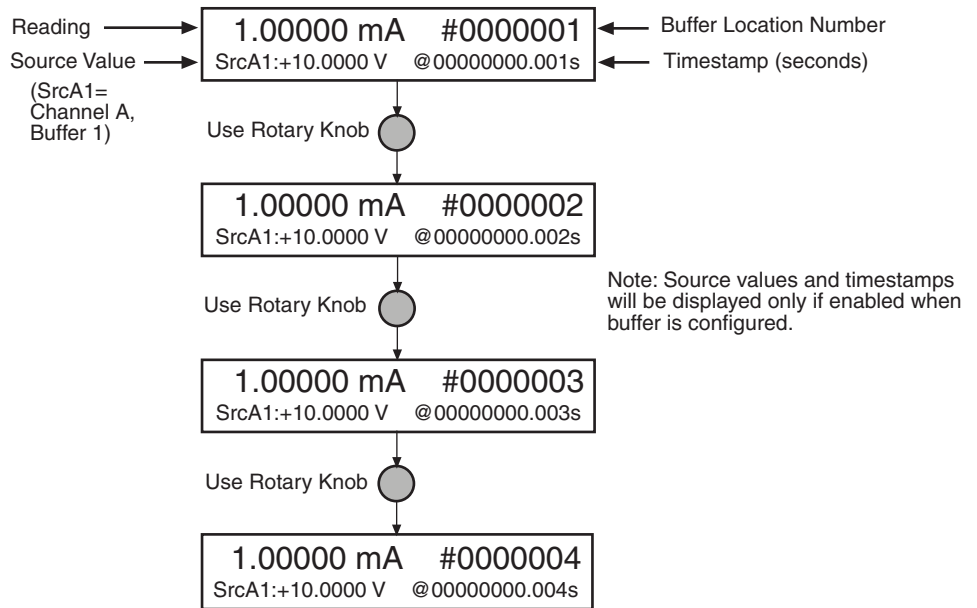 Reading
1.00000 mA #0000001
Buffer Location Number
Source Value
SrcA1:+10.0000 V @00000000.001s
Timestamp (seconds)
(SrcA1=
Channel A,
Buffer 1)
Use Rotary Knob
1.00000 mA #0000002
SrcA1:+10.0000 V @00000000.002s
Use Rotary Knob
Note: Source values and timestamps
will be displayed only if enabled when
buffer is configured.
1.00000 mA #0000003
SrcA1:+10.0000 V @00000000.003s
Use Rotary Knob
1.00000 mA #0000004
SrcA1:+10.0000 V @00000000.004s